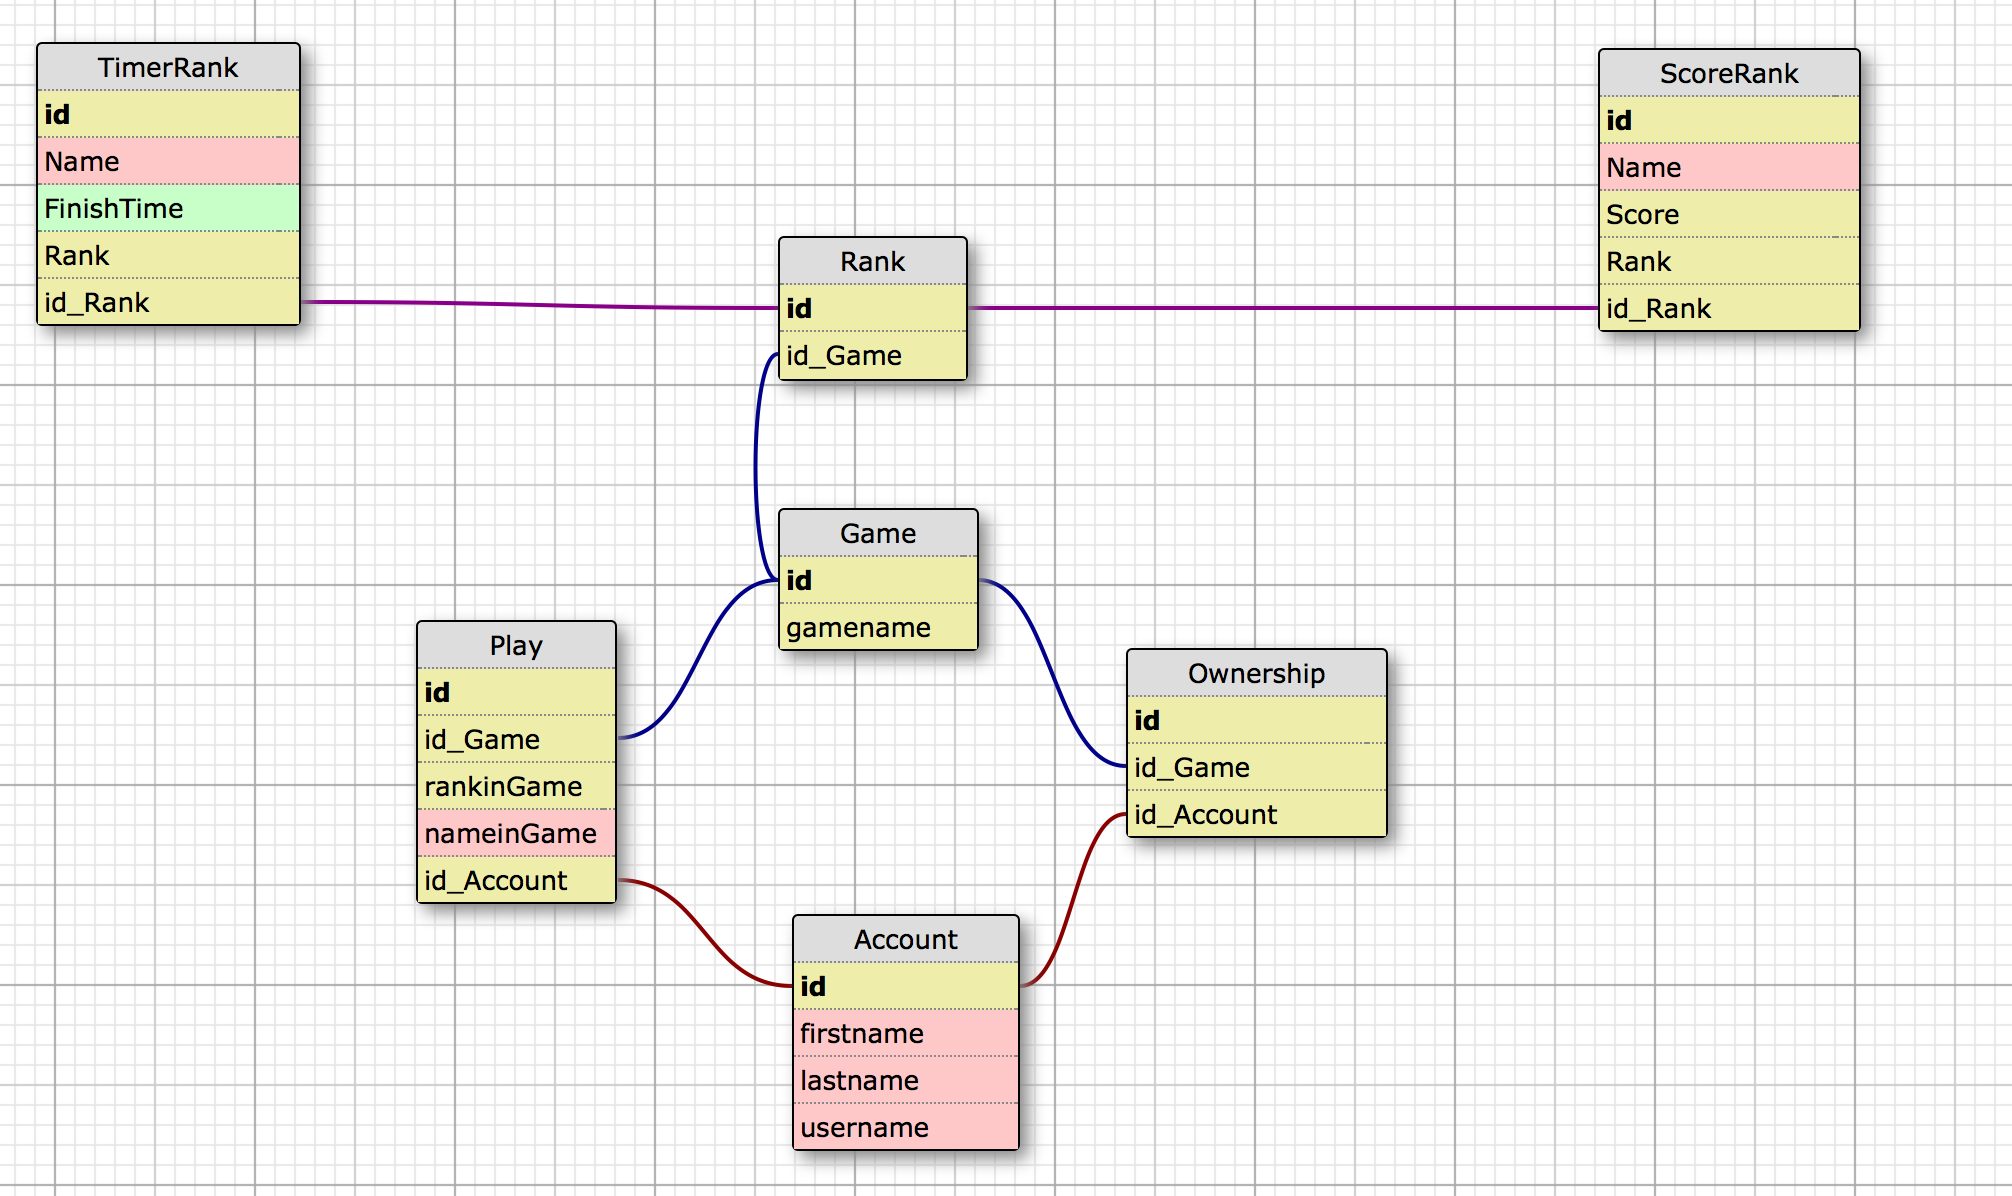 TimerRank
id
Name
FinishTime
Rank
id_Rank
ScoreRank
id
Name
Score
Rank
id_Rank
Rank
id
id_Game
Game
id
gamename
Play
id
id_Game
rankinGame
nameinGame
id_Account
Ownership
id
id_Game
id_Account
Account
id
firstname
lastname
username